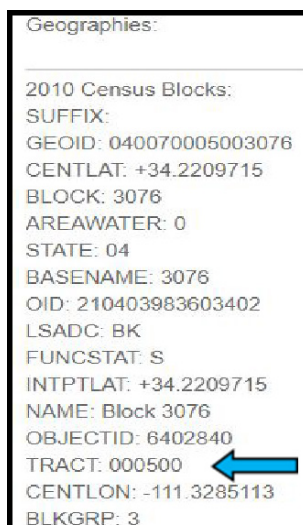 Geographies:
2010 Census Blocks:
SUFFIX:
GEOID: 040070005003076
CENTLAT: +34.2209715
BLOCK: 3076
AREAWATER: 0
STATE: 04
BASENAME: 3076
OID: 210403983603402
LSADC: BK
FUNCSTAT: S
INTPTLAT: +34.2209715
NAME: Block 3076
OBJECTID: 6402840
TRACT: 000500
CENTLON: -111.3285113
BLKGRP: 3